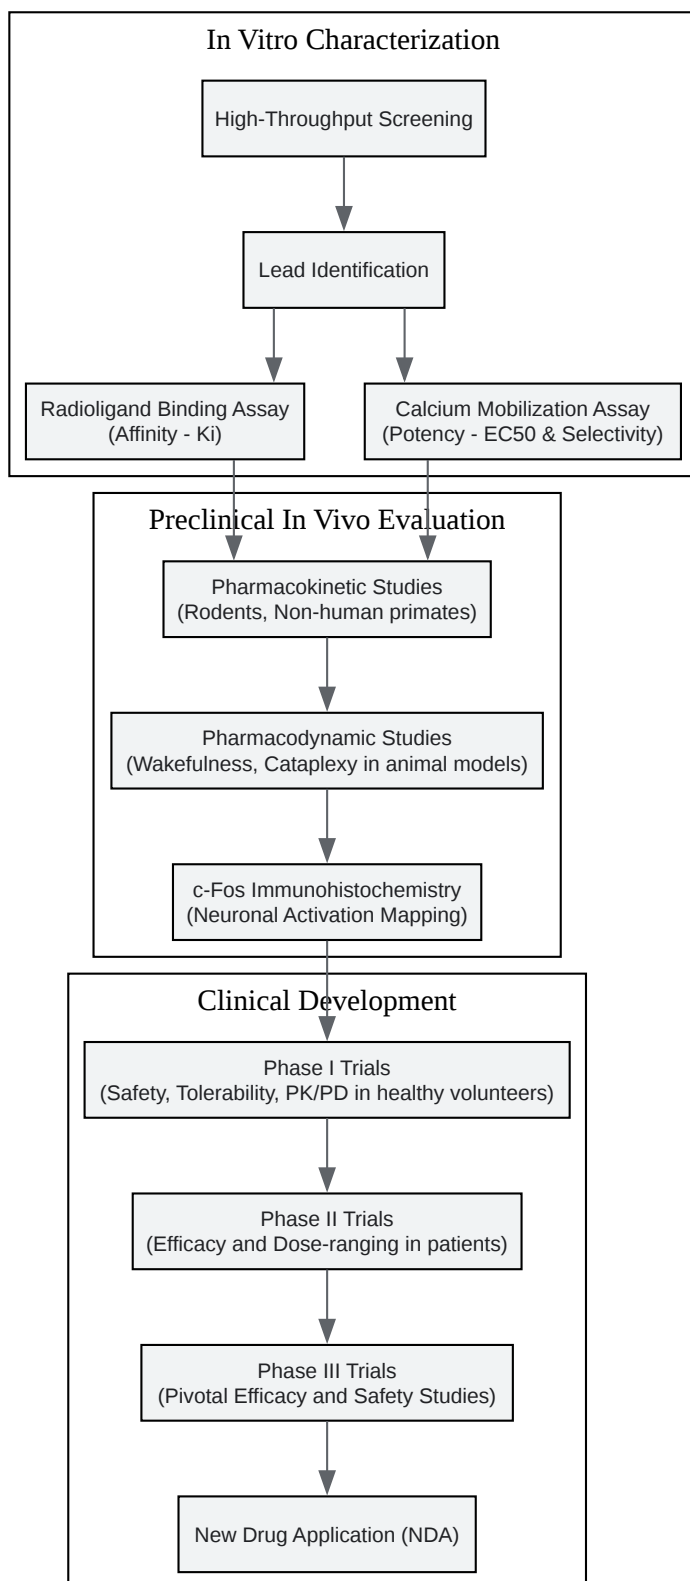 In Vitro Characterization
High-Throughput Screening
Lead Identification
Radioligand Binding Assay
(Affinity - Ki)
Calcium Mobilization Assay
(Potency - EC50 & Selectivity)
Preclinical In Vivo Evaluation
Pharmacokinetic Studies
(Rodents, Non-human primates)
Pharmacodynamic Studies
(Wakefulness, Cataplexy in animal models)
c-Fos Immunohistochemistry
(Neuronal Activation Mapping)
Clinical Development
Phase I Trials
(Safety, Tolerability, PK/PD in healthy volunteers)
Phase II Trials
(Efficacy and Dose-ranging in patients)
Phase III Trials
(Pivotal Efficacy and Safety Studies)
New Drug Application (NDA)